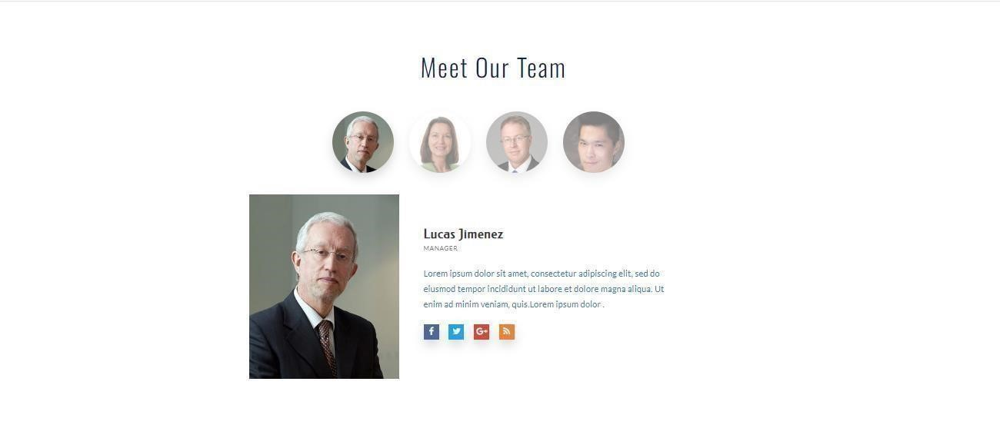 Meet Our Team
Lucas Jimenez
MANAGER
Lorem ipsum dolor sit amet, consectetur adipiscing elit, sed do
eiusmod tempor incididunt ut labore et dolore magna aliqua. Ut
enim ad minim veniam, quis.Lorem ipsum dolor .